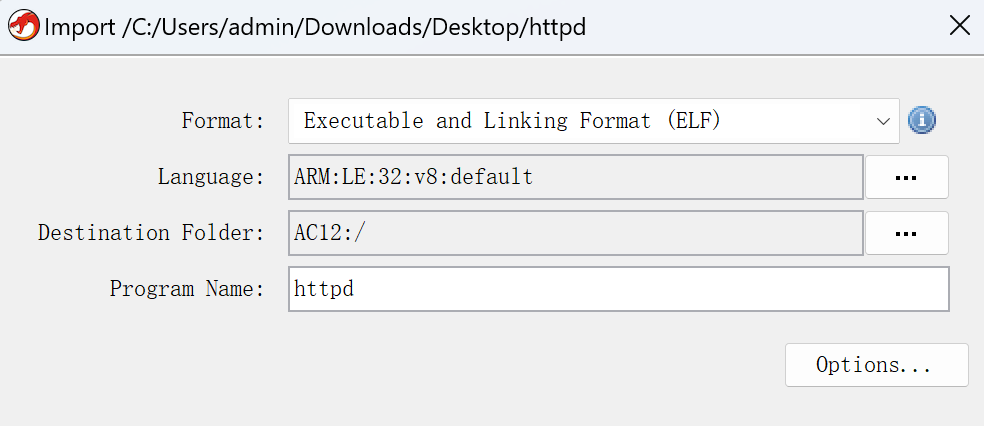 Import /C:/Users/admin/Downloads/Desktop/httpd
Format: Executable and Linking Format (ELF)
Language: ARM:LE:32:v8:default ...
Destination Folder: AC12:/ ...
Program Name: httpd
Options...